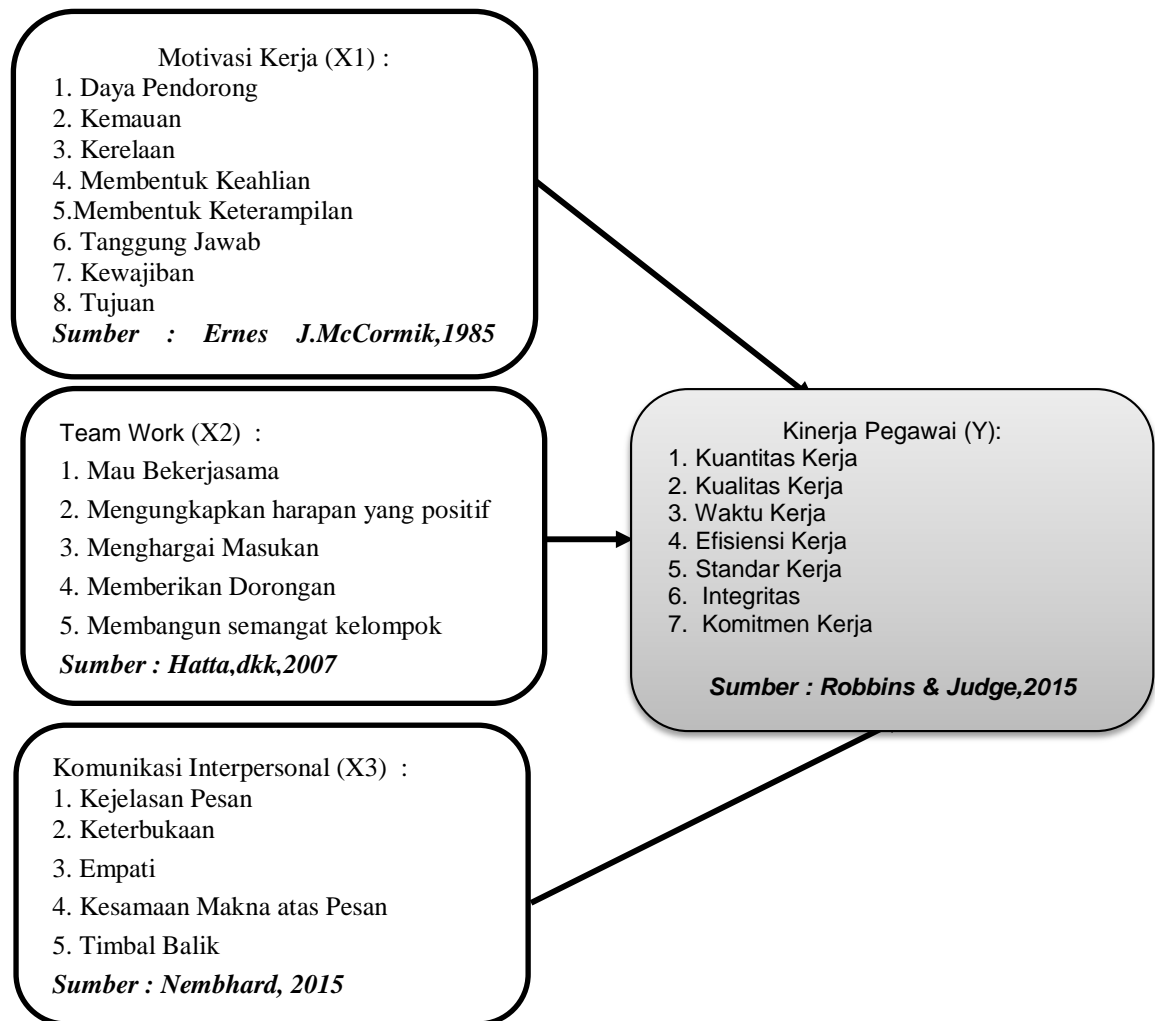 Motivasi Kerja (X1) :
1. Daya Pendorong
2. Kemauan
3. Kerelaan
4. Membentuk Keahlian
5.Membentuk Keterampilan
6. Tanggung Jawab
7. Kewajiban
8. Tujuan
Sumber : Ernes J.McCormik,1985
Team Work (X2) :
1. Mau Bekerjasama
2. Mengungkapkan harapan yang positif
3. Menghargai Masukan
4. Memberikan Dorongan
5. Membangun semangat kelompok
Sumber : Hatta,dkk,2007
Komunikasi Interpersonal (X3) :
1. Kejelasan Pesan
2. Keterbukaan
3. Empati
4. Kesamaan Makna atas Pesan
5. Timbal Balik
Sumber : Nembhard, 2015
Kinerja Pegawai (Y):
1. Kuantitas Kerja
2. Kualitas Kerja
3. Waktu Kerja
4. Efisiensi Kerja
5. Standar Kerja
6. Integritas
7. Komitmen Kerja
Sumber : Robbins & Judge,2015